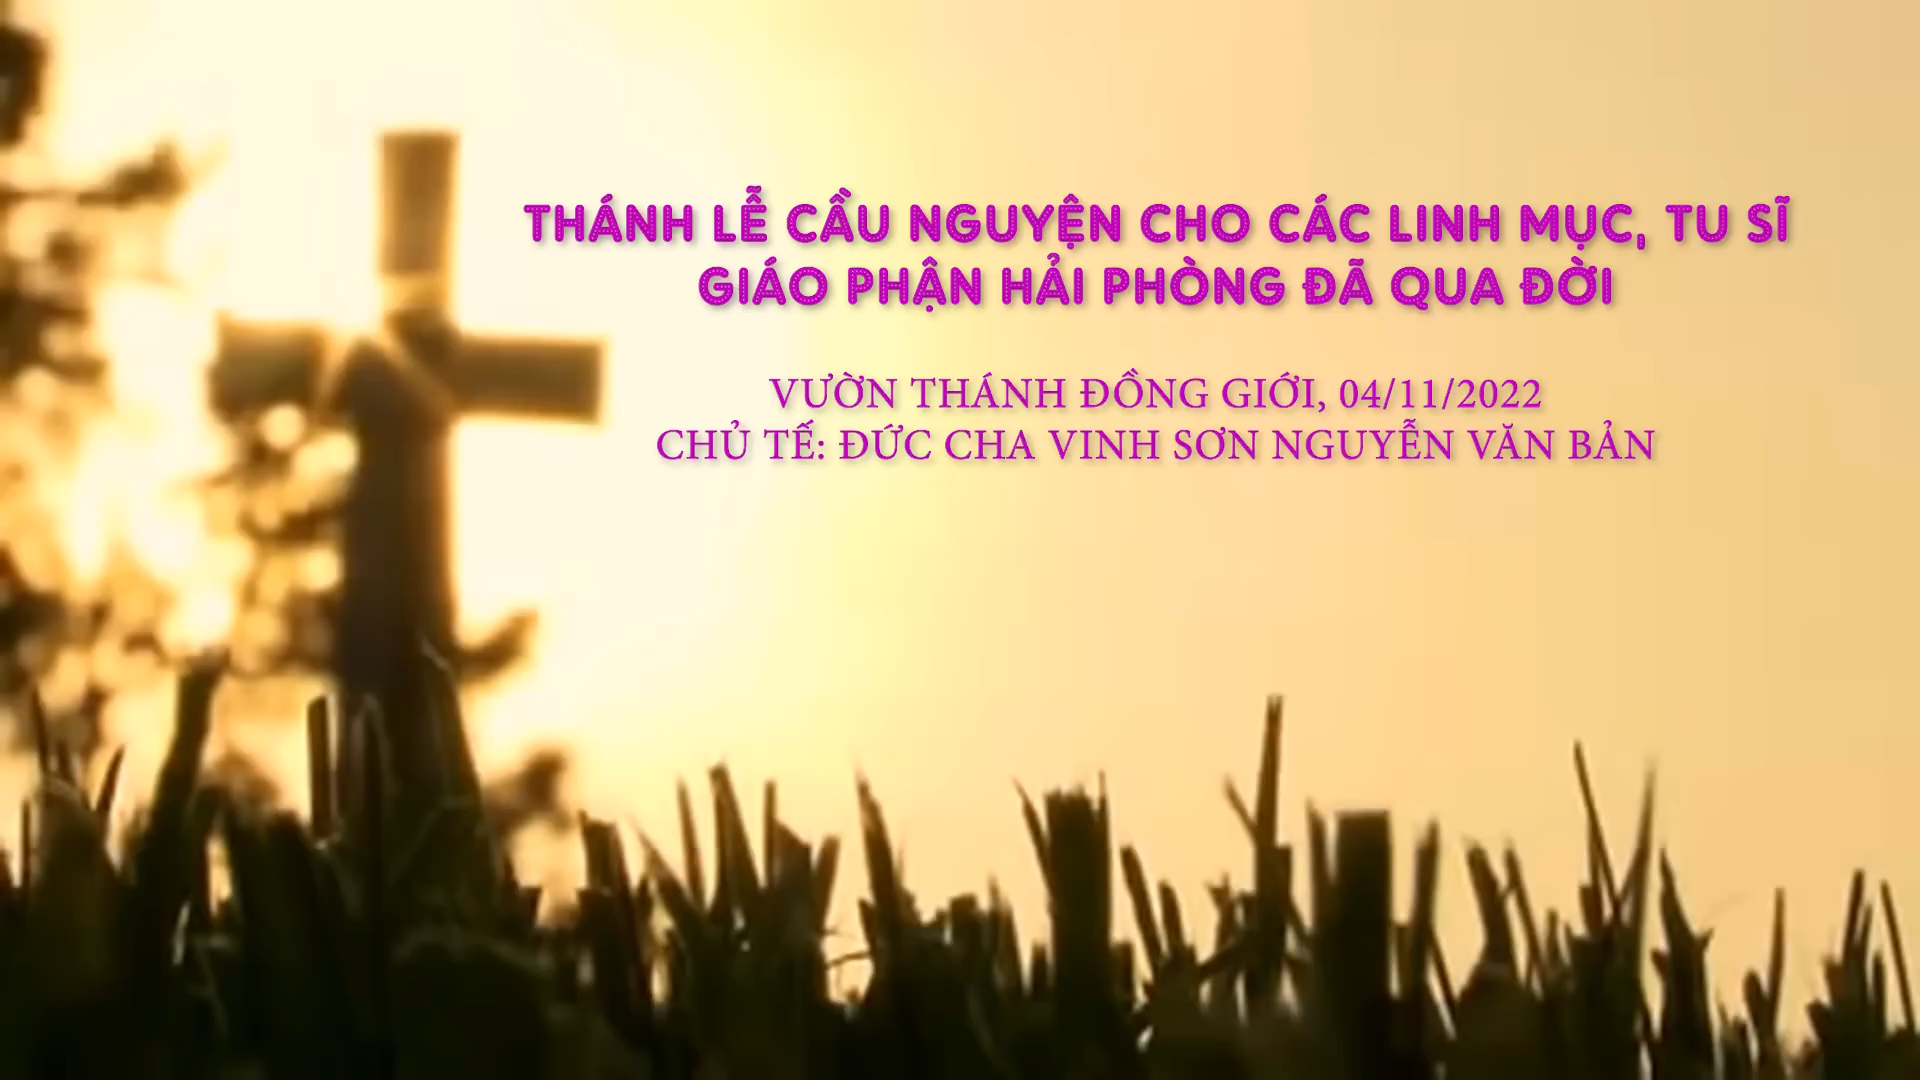 THÁNH LỄ CẦU NGUYỆN CHO CÁC LINH MỤC, TU SĨ
GIÁO PHẬN HẢI PHÒNG ĐÃ QUA ĐỜI
VƯỜN THÁNH ĐỒNG GIỚI, 04/11/2022
CHỦ TẾ: ĐỨC CHA VINH SƠN NGUYỄN VĂN BẢN